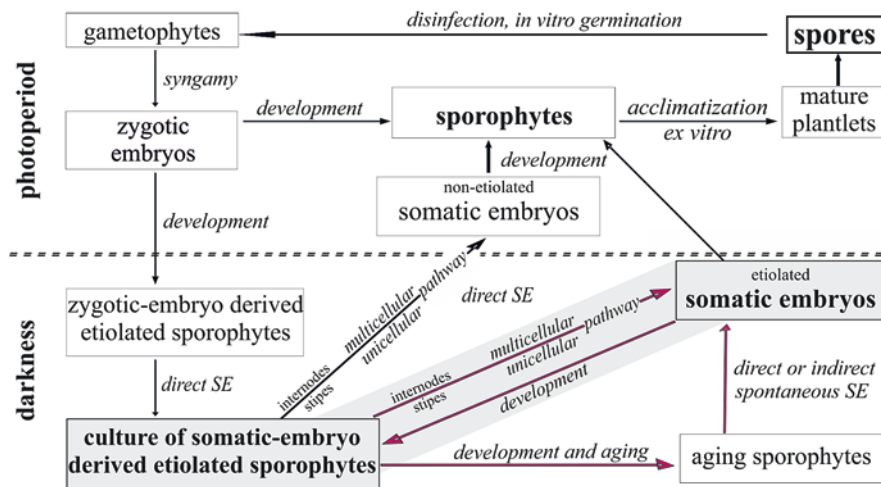 disinfection, in vitro germination
gametophytes
spores
syngamy
photoperiod
zygotic
embryos
development
sporophytes
acclimatization
ex vitro
mature
plantlets
development
non-etiolated
somatic embryos
development
darkness
zygotic-embryo derived
etiolated sporophytes
direct SE
internodes
stipes
multicellular
unicellular
pathway
direct SE
etiolated
somatic embryos
internodes
stipes
multicellular
unicellular
pathway
development
direct or indirect
spontaneous SE
culture of somatic-embryo
derived etiolated sporophytes
development and aging
aging sporophytes